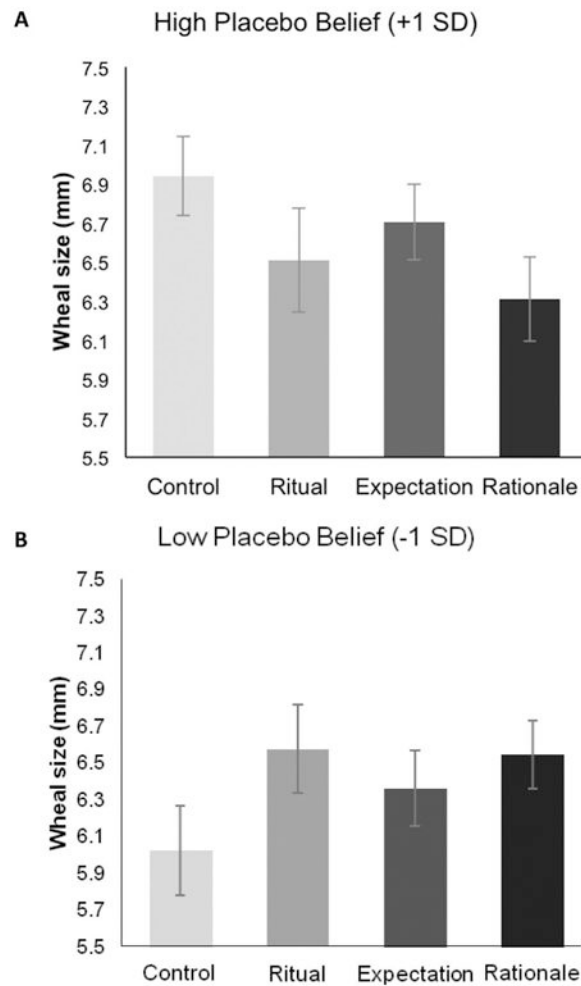 A
High Placebo Belief (+1 SD)
Wheal size (mm)
7.5
7.3
7.1
6.9
6.7
6.5
6.3
6.1
5.9
5.7
5.5
Control Ritual Expectation Rationale
B
Low Placebo Belief (-1 SD)
Wheal size (mm)
7.5
7.3
7.1
6.9
6.7
6.5
6.3
6.1
5.9
5.7
5.5
Control Ritual Expectation Rationale